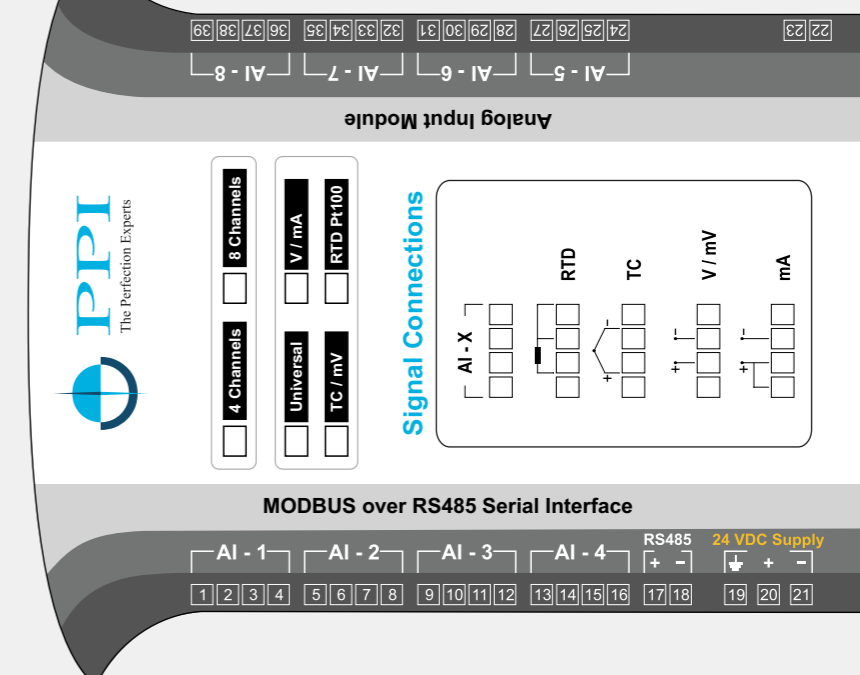 39 38 37 36 35 34 33 32 31 30 29 28 27 26 25 24 23 22
AI - 8 AI - 7 AI - 6 AI - 5
Analog Input Module
PPI
The Perfection Experts
8 Channels
4 Channels
V / mA
RTD Pt100
Universal
TC / mV
Signal Connections
AI - X
RTD
TC
+ -
V / mV
+ -
mA
+ -
MODBUS over RS485 Serial Interface
AI - 1 AI - 2 AI - 3 AI - 4 RS485 24 VDC Supply
+ - + -
1 2 3 4 5 6 7 8 9 10 11 12 13 14 15 16 17 18 19 20 21